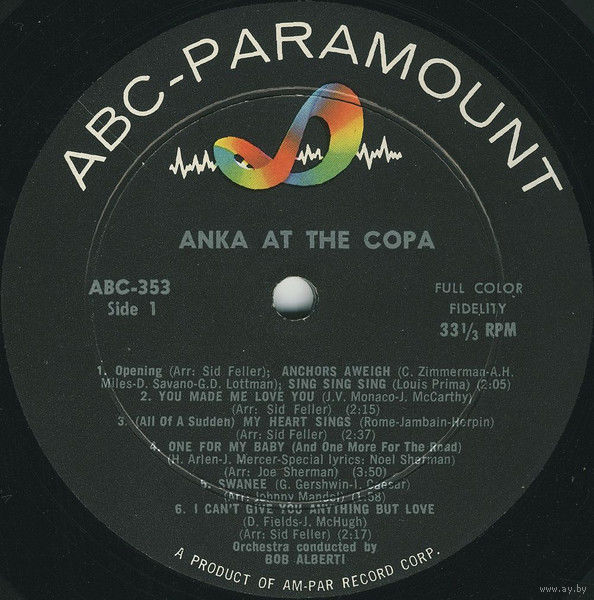 ABC-PARAMOUNT
ANKA AT THE COPA
ABC-353
Side 1
FULL COLOR
FIDELITY
33 1/3 RPM
1. Opening (Arr: Sid Feller); ANCHORS AWEIGH (C. Zimmerman-A.H.
Miles-D. Savano-G.D. Lottman); SING SING SING (Louis Prima) (2:05)
2. YOU MADE ME LOVE YOU (J.V. Monaco-J. McCarthy)
(Arr: Sid Feller) (2:15)
3. (All Of A Sudden) MY HEART SINGS (Rome-Jambain-Herpin)
(Arr: Sid Feller) (2:37)
4. ONE FOR MY BABY (And One More For The Road)
(H. Arlen-J. Mercer-Special lyrics: Noel Sherman)
(Arr: Joe Sherman) (3:50)
5. SWANEE (G. Gershwin-I. Caesar)
(Arr: Johnny Mandel) (1:58)
6. I CAN'T GIVE YOU ANYTHING BUT LOVE
(D. Fields-J. McHugh)
(Arr: Sid Feller) (2:17)
Orchestra conducted by
BOB ALBERTI
A PRODUCT OF AM-PAR RECORD CORP.
www.ay.by